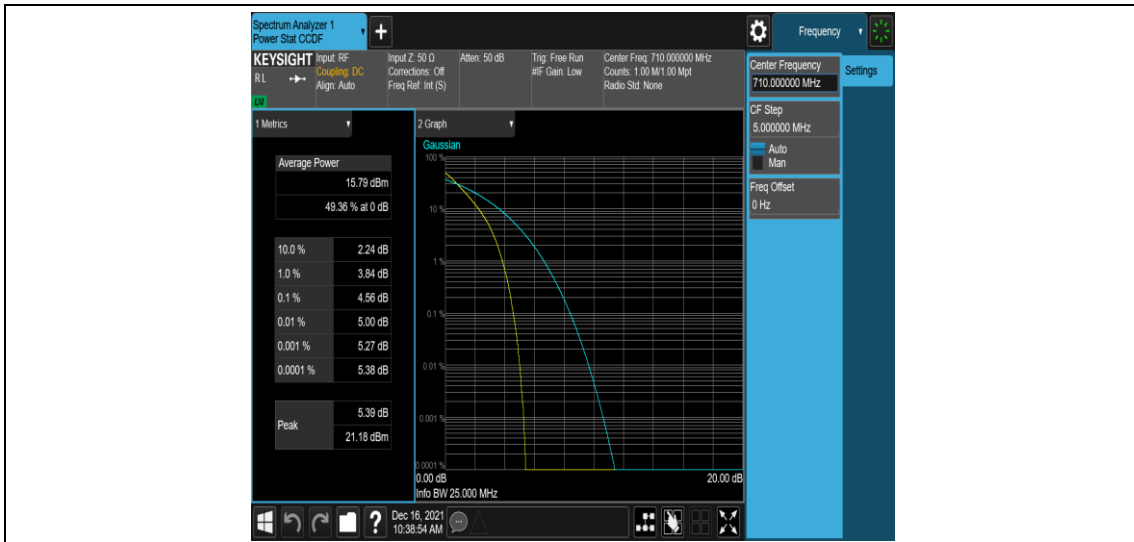 Spectrum Analyzer 1
Power Stat CCDF
Frequency
KEYSIGHT
RL
LXI
Input: RF
Coupling: DC
Align: Auto
Input Z: 50 Ω
Corrections: Off
Freq Ref: Int (S)
Atten: 50 dB
Trig: Free Run
#IF Gain: Low
Center Freq: 710.000000 MHz
Counts: 1.00 M/1.00 Mpt
Radio Std: None
Center Frequency
710.000000 MHz
Settings
CF Step
5.000000 MHz
Auto
Man
Freq Offset
0 Hz
1 Metrics
Average Power
15.79 dBm
49.36 % at 0 dB
10.0 % 2.24 dB
1.0 % 3.84 dB
0.1 % 4.56 dB
0.01 % 5.00 dB
0.001 % 5.27 dB
0.0001 % 5.38 dB
Peak 5.39 dB
21.18 dBm
2 Graph
Gaussian
100 %
10 %
1 %
0.1 %
0.01 %
0.001 %
0.0001 %
0.00 dB 20.00 dB
Info BW 25.000 MHz
Dec 16, 2021
10:38:54 AM